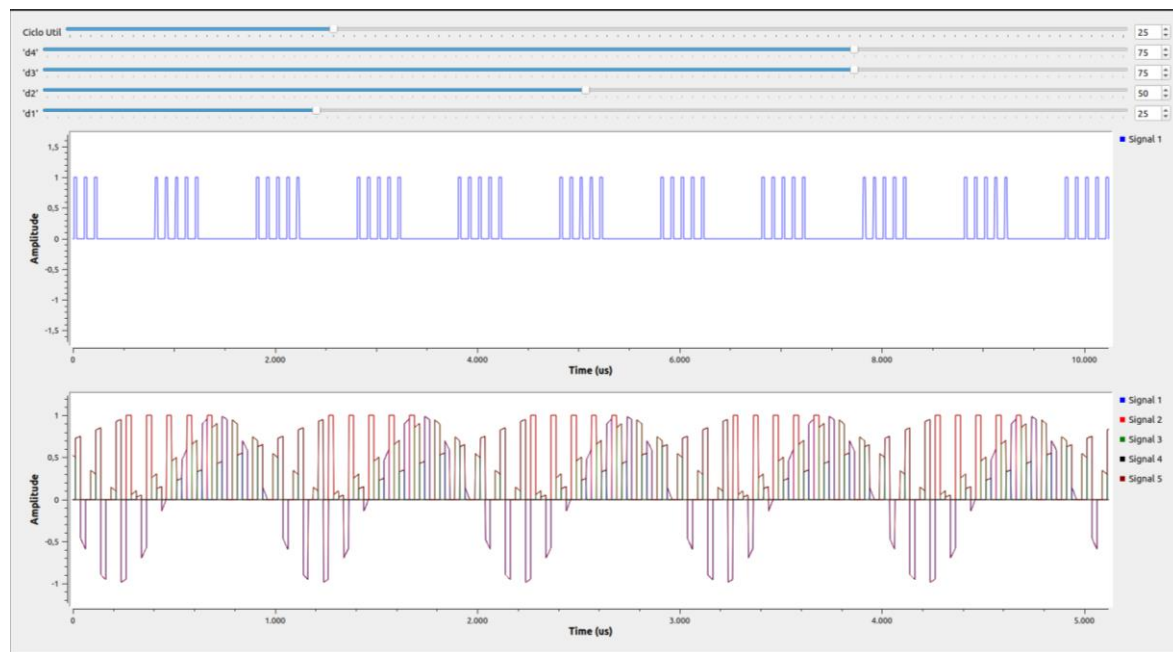 Ciclo Util 25
'd4' 75
'd3' 75
'd2' 50
'd1' 25
Signal 1
1,5
1
0,5
0
-0,5
-1
-1,5
Amplitude
0 2.000 4.000 6.000 8.000 10.000
Time (us)
Signal 1
Signal 2
Signal 3
Signal 4
Signal 5
1
0,5
0
-0,5
-1
Amplitude
0 1.000 2.000 3.000 4.000 5.000
Time (us)